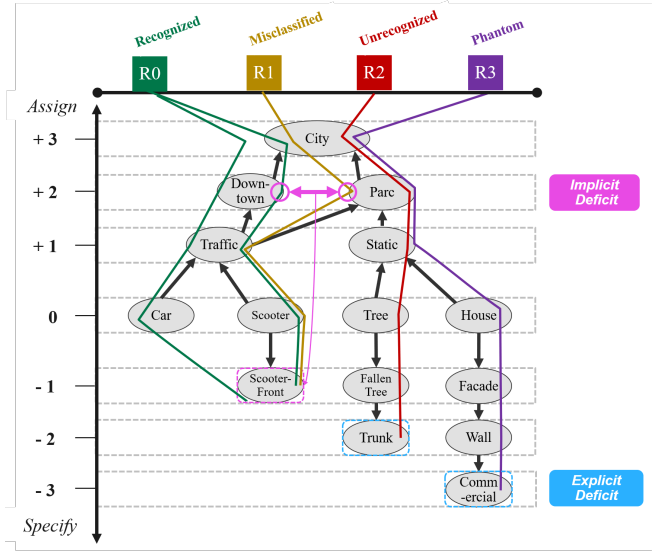 Recognized
Misclassified
Unrecognized
Phantom
R0
R1
R2
R3
Assign
+ 3
City
+ 2
Down-
town
Parc
Implicit
Deficit
+ 1
Traffic
Static
0
Car
Scooter
Tree
House
- 1
Scooter-
Front
Fallen
Tree
Facade
- 2
Trunk
Wall
- 3
Comm
-ercial
Explicit
Deficit
Specify